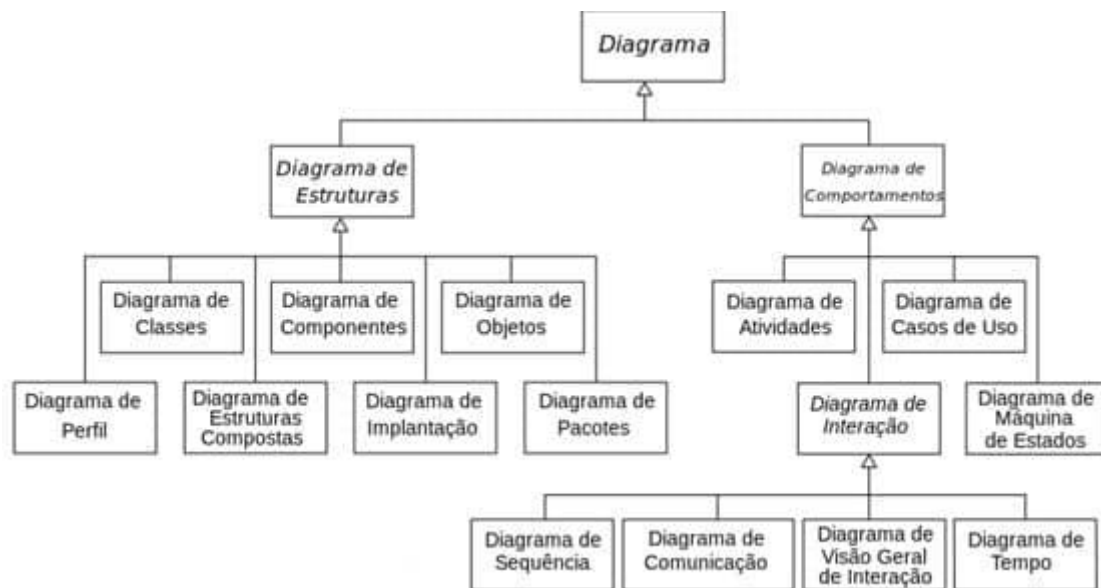 Diagrama
Diagrama de
Estruturas
Diagrama de
Comportamentos
Diagrama de
Classes
Diagrama de
Componentes
Diagrama de
Objetos
Diagrama de
Atividades
Diagrama de
Casos de Uso
Diagrama de
Perfil
Diagrama de
Estruturas
Compostas
Diagrama de
Implantação
Diagrama de
Pacotes
Diagrama de
Interação
Diagrama de
Máquina
de Estados
Diagrama de
Sequência
Diagrama de
Comunicação
Diagrama de
Visão Geral
de Interação
Diagrama de
Tempo